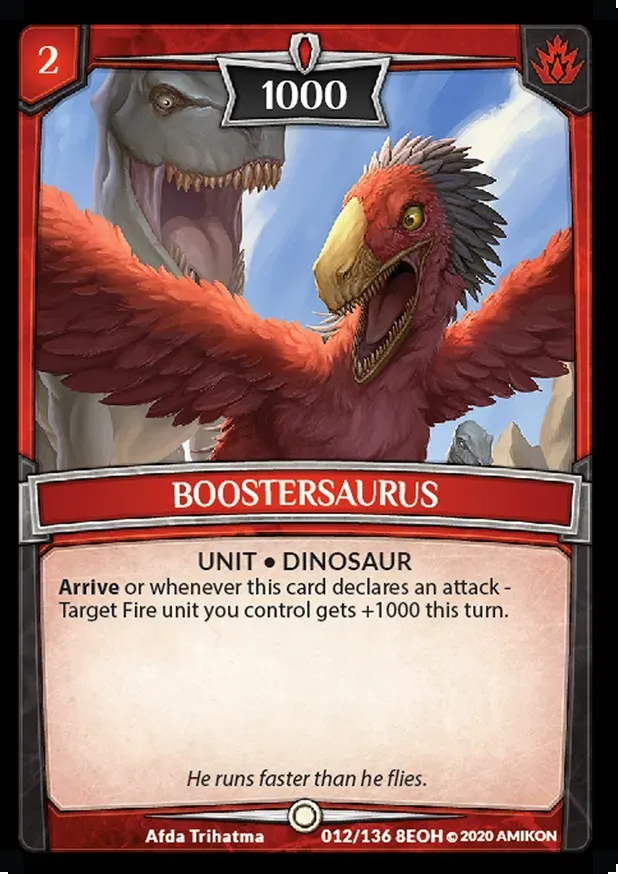 2
1000
BOOSTERSAURUS
UNIT • DINOSAUR
Arrive or whenever this card declares an attack -
Target Fire unit you control gets +1000 this turn.
He runs faster than he flies.
Afda Trihatma 012/136 8EOH © 2020 AMIKON